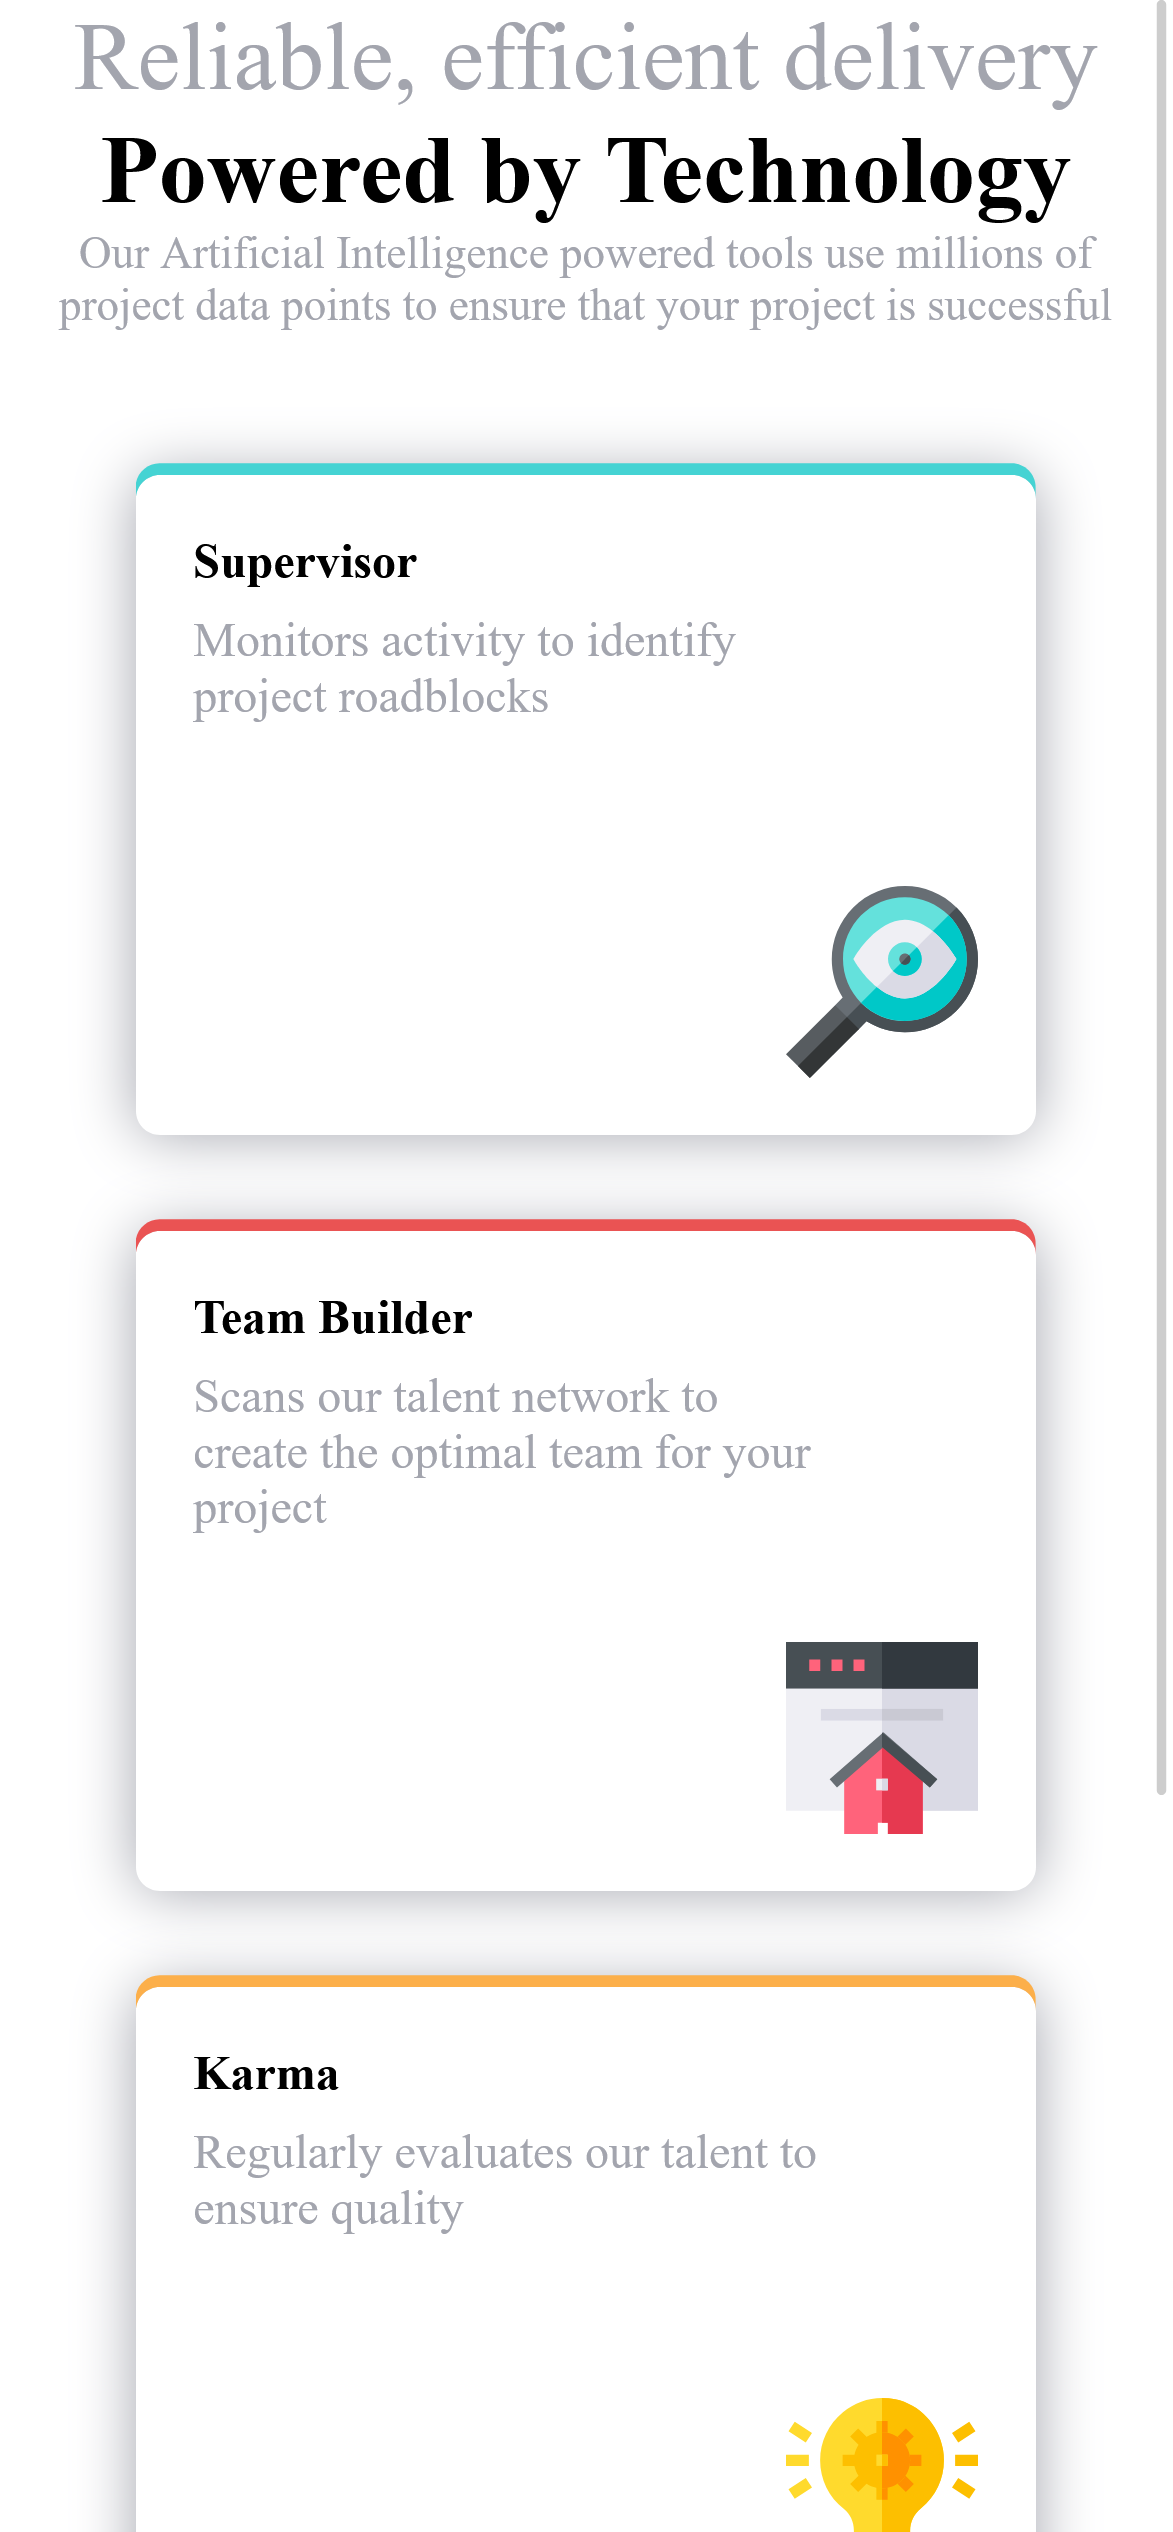 Reliable, efficient delivery
Powered by Technology
Our Artificial Intelligence powered tools use millions of
project data points to ensure that your project is successful
Supervisor
Monitors activity to identify
project roadblocks
Team Builder
Scans our talent network to
create the optimal team for your
project
Karma
Regularly evaluates our talent to
ensure quality